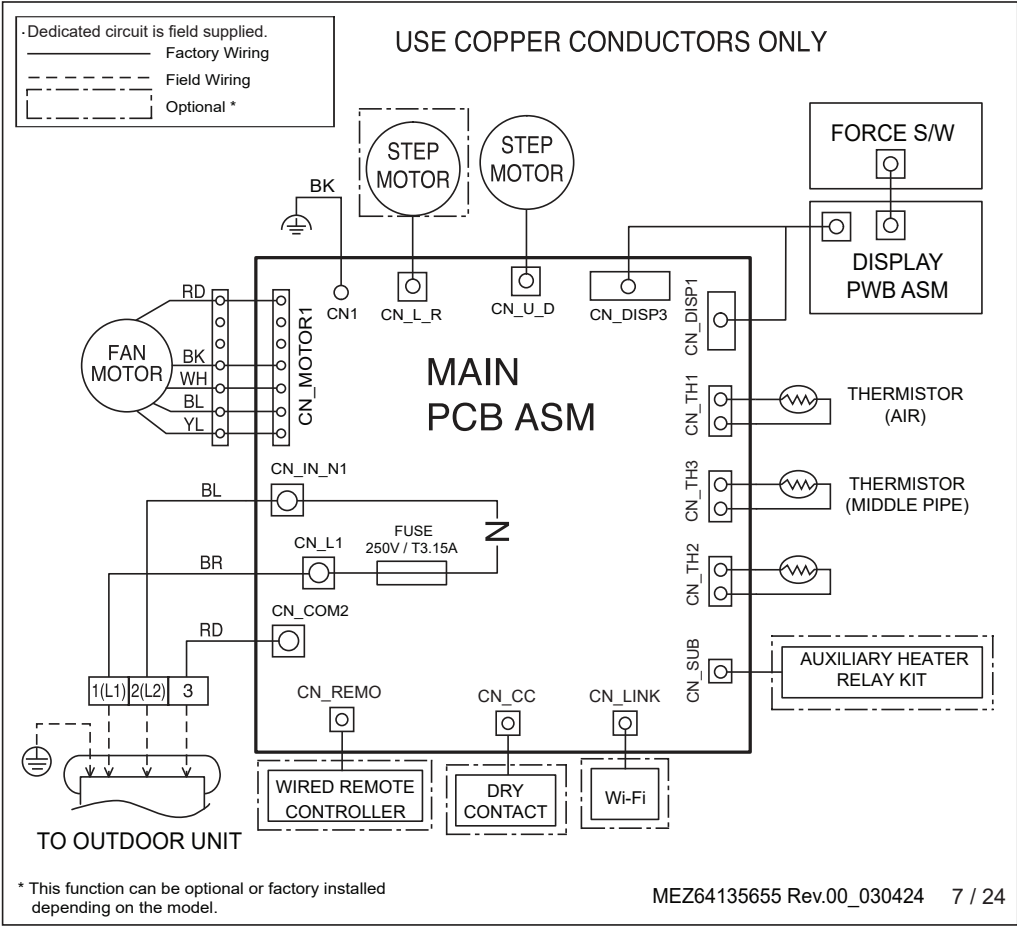 ·Dedicated circuit is field supplied.
Factory Wiring
Field Wiring
Optional *
USE COPPER CONDUCTORS ONLY
STEP
MOTOR
STEP
MOTOR
FORCE S/W
DISPLAY
PWB ASM
BK
CN1
CN_L_R
CN_U_D
CN_DISP3
CN_DISP1
RD
BK
WH
BL
YL
FAN
MOTOR
CN_MOTOR1
MAIN
PCB ASM
CN_TH1
THERMISTOR
(AIR)
CN_TH3
THERMISTOR
(MIDDLE PIPE)
CN_TH2
CN_IN_N1
BL
N
FUSE
250V / T3.15A
CN_L1
BR
CN_COM2
RD
CN_SUB
AUXILIARY HEATER
RELAY KIT
1(L1) 2(L2) 3
CN_REMO
CN_CC
CN_LINK
WIRED REMOTE
CONTROLLER
DRY
CONTACT
Wi-Fi
TO OUTDOOR UNIT
* This function can be optional or factory installed
depending on the model.
MEZ64135655 Rev.00_030424 7 / 24